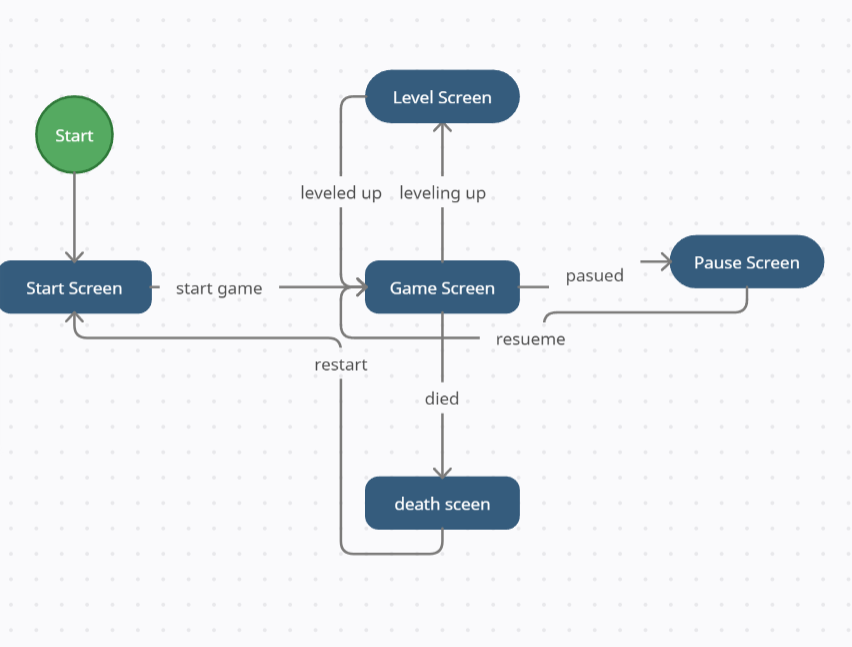 Level Screen
Start
leveled up
leveling up
Pause Screen
pasued
Start Screen
start game
Game Screen
resueme
restart
died
death sceen